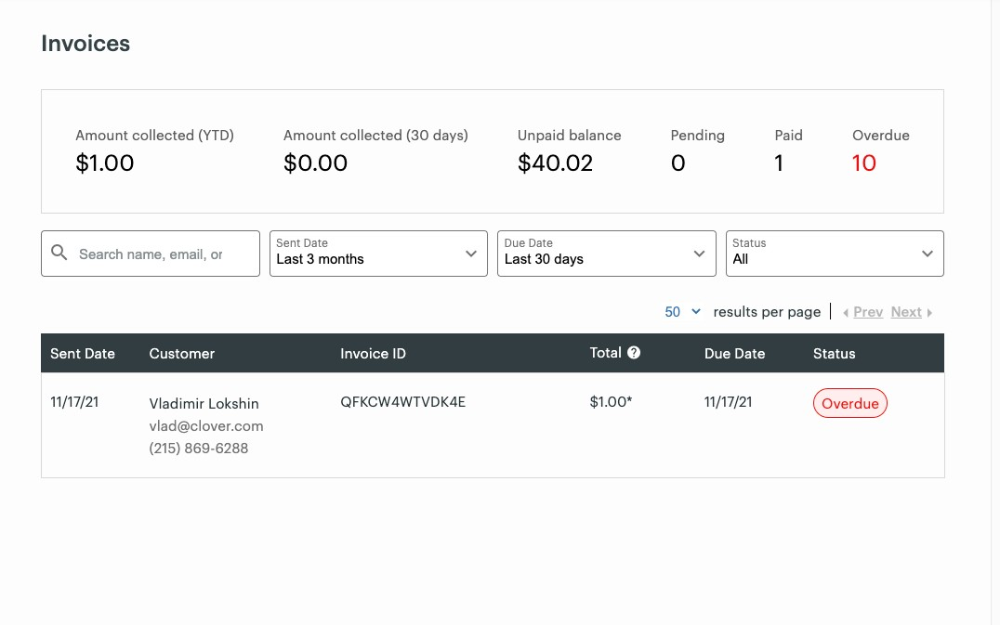 Invoices
Amount collected (YTD) Amount collected (30 days) Unpaid balance Pending Paid Overdue
$1.00 $0.00 $40.02 0 1 10
Search name, email, or
Sent Date Due Date Status
Last 3 months Last 30 days All
50 results per page Prev Next
Sent Date Customer Invoice ID Total ? Due Date Status
11/17/21 Vladimir Lokshin QFKCW4WTVDK4E $1.00* 11/17/21 Overdue
vlad@clover.com
(215) 869-6288